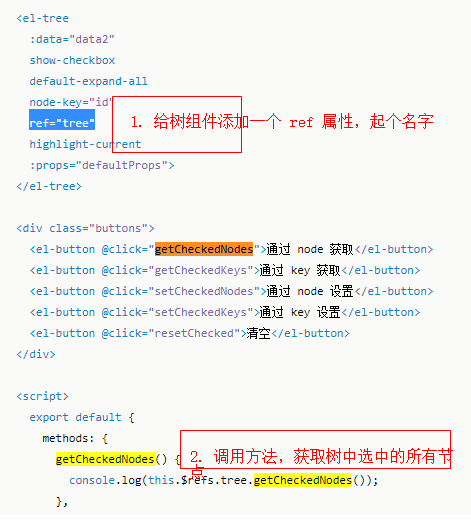 <el-tree
:data="data2"
show-checkbox
default-expand-all
node-key="id"
ref="tree"
1. 给树组件添加一个 ref 属性，起个名字
highlight-current
:props="defaultProps">
</el-tree>
<div class="buttons">
<el-button @click="getCheckedNodes">通过 node 获取</el-button>
<el-button @click="getCheckedKeys">通过 key 获取</el-button>
<el-button @click="setCheckedNodes">通过 node 设置</el-button>
<el-button @click="setCheckedKeys">通过 key 设置</el-button>
<el-button @click="resetChecked">清空</el-button>
</div>
<script>
export default {
methods: {
2. 调用方法，获取树中选中的所有节
点
getCheckedNodes() {
console.log(this.$refs.tree.getCheckedNodes());
},